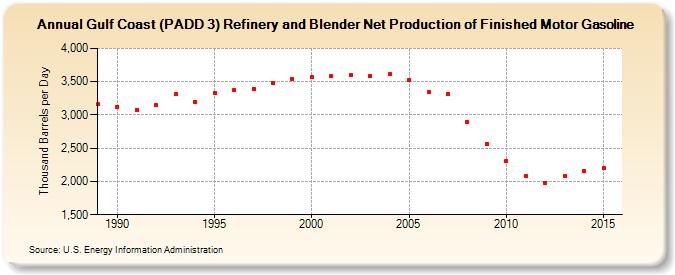 Annual Gulf Coast (PADD 3) Refinery and Blender Net Production of Finished Motor Gasoline
Thousand Barrels per Day
4,000
3,500
3,000
2,500
2,000
1,500
1990 1995 2000 2005 2010 2015
Source: U.S. Energy Information Administration